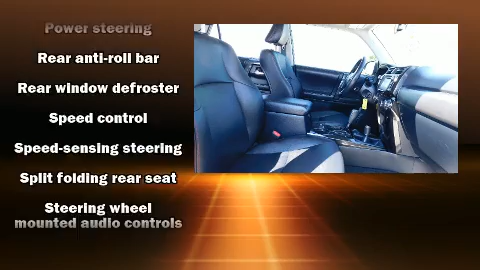 Power steering
Rear anti-roll bar
Rear window defroster
Speed control
Speed-sensing steering
Split folding rear seat
Steering wheel
mounted audio controls